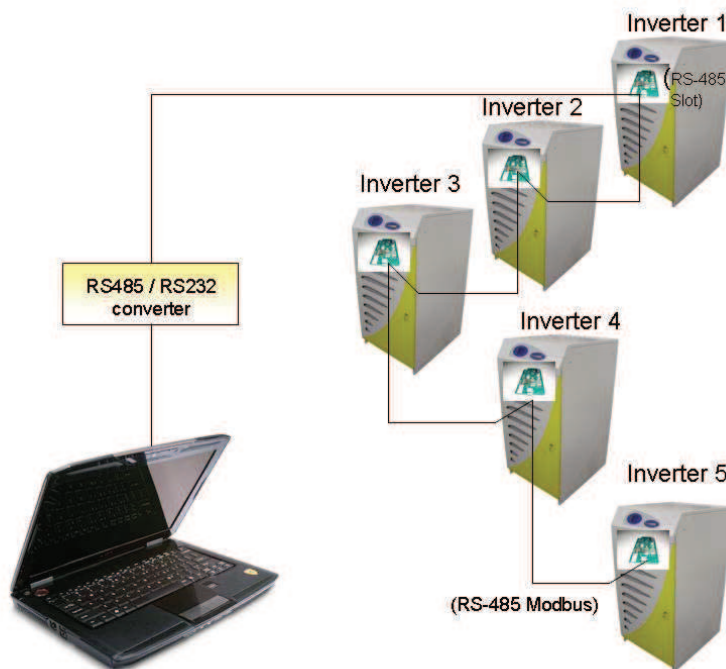 Inverter 1
(RS-485
Slot)
Inverter 2
Inverter 3
RS485 / RS232
converter
Inverter 4
Inverter 5
(RS-485 Modbus)